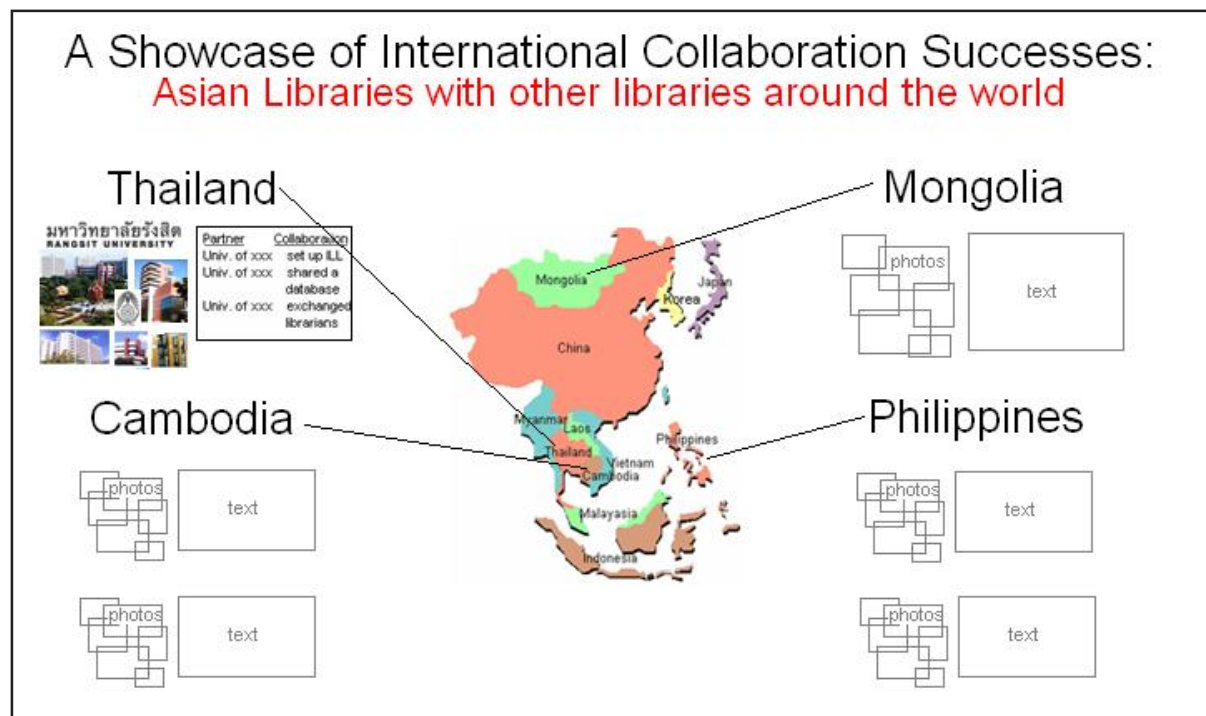 A Showcase of International Collaboration Successes:
Asian Libraries with other libraries around the world
Thailand
มหาวิทยาลัยรังสิต
RANGSIT UNIVERSITY
Partner Collaboration
Univ. of xxx set up ILL
Univ. of xxx shared a
database
Univ. of xxx exchanged
librarians
Mongolia
photos
text
Mongolia
Japan
Korea
China
Myanmar
Laos
Thailand
Vietnam
Cambodia
Philippines
Malayasia
Indonesia
Cambodia
photos
text
photos
text
Philippines
photos
text
photos
text